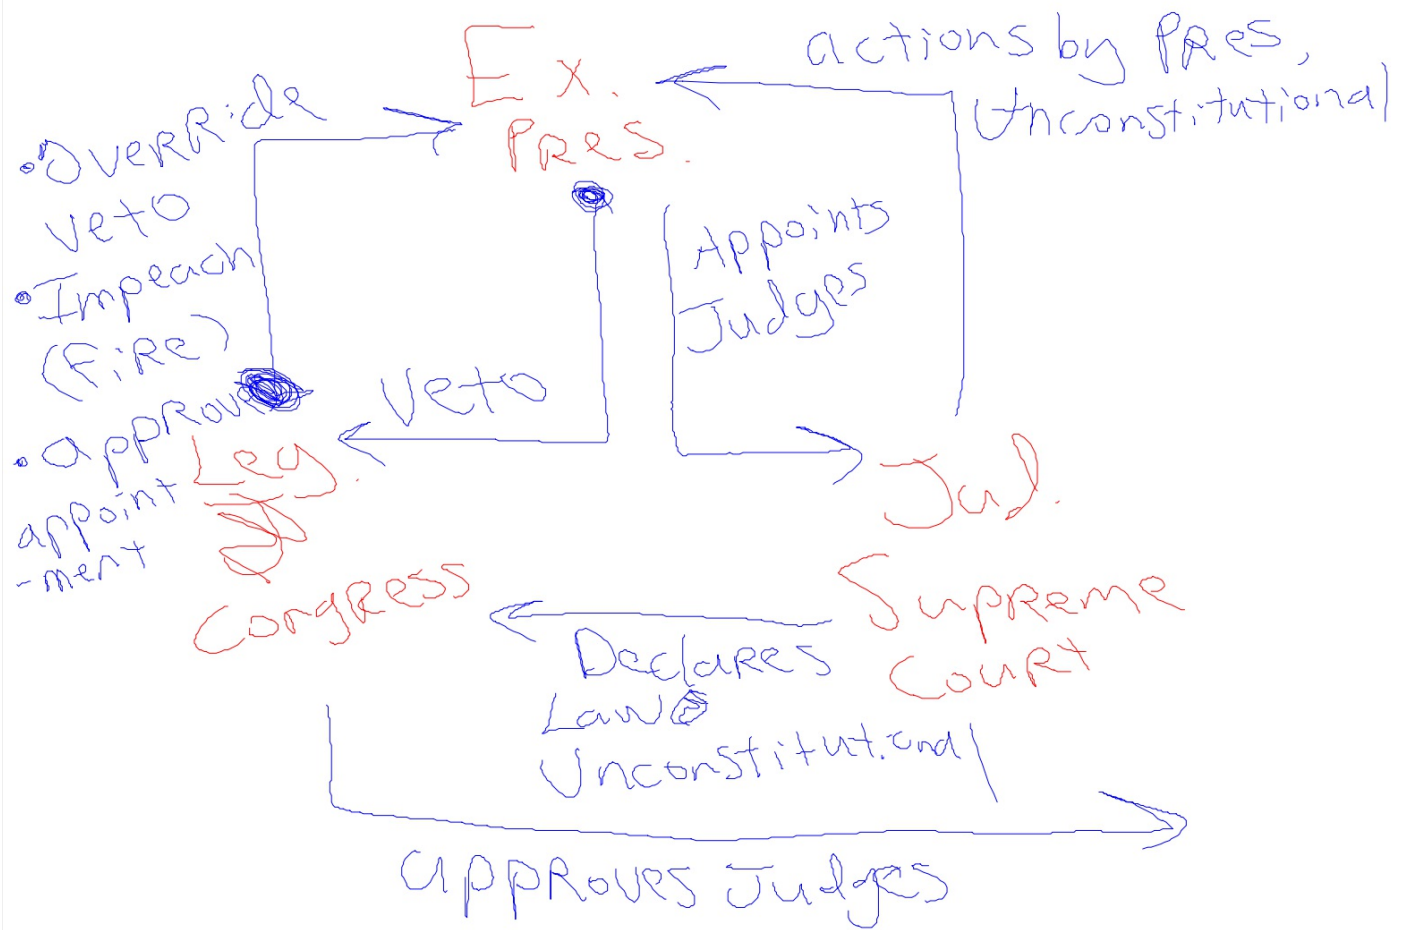 Ex.
Pres.
actions by Pres,
Unconstitutional
• Override
veto
• Impeach
(Fire)
• approve
appoint
-ment
Appoints
Judges
Veto
Leg.
Congress
Jud.
Supreme
Court
Declares
Law
Unconstitutional
approves Judges